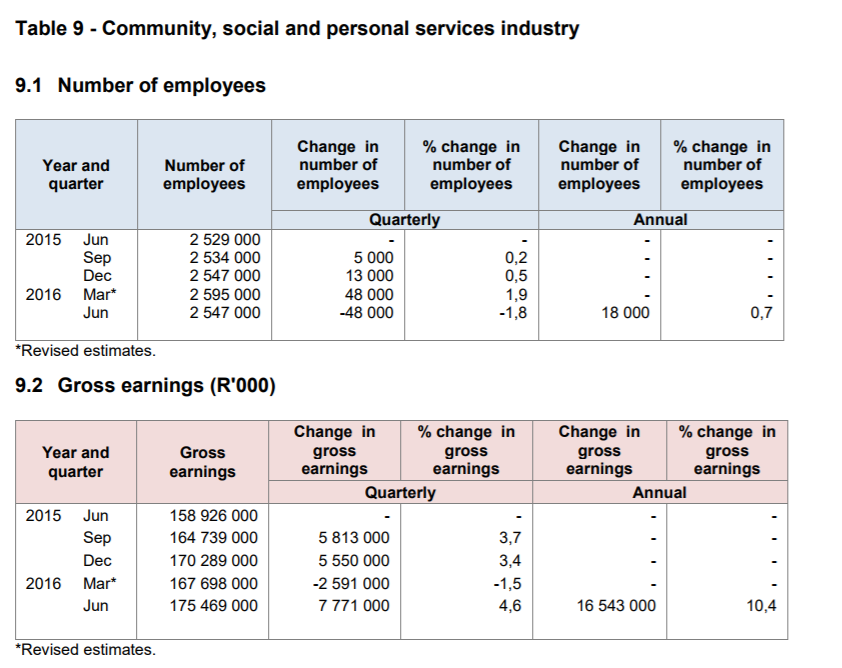 Table 9 - Community, social and personal services industry
9.1 Number of employees
Year and quarter | Number of employees | Change in number of employees | % change in number of employees | Change in number of employees | % change in number of employees
Quarterly | Annual
2015 Jun 2 529 000 - - - -
Sep 2 534 000 5 000 0,2 - -
Dec 2 547 000 13 000 0,5 - -
2016 Mar* 2 595 000 48 000 1,9 - -
Jun 2 547 000 -48 000 -1,8 18 000 0,7
*Revised estimates.
9.2 Gross earnings (R'000)
Year and quarter | Gross earnings | Change in gross earnings | % change in gross earnings | Change in gross earnings | % change in gross earnings
Quarterly | Annual
2015 Jun 158 926 000 - - - -
Sep 164 739 000 5 813 000 3,7 - -
Dec 170 289 000 5 550 000 3,4 - -
2016 Mar* 167 698 000 -2 591 000 -1,5 - -
Jun 175 469 000 7 771 000 4,6 16 543 000 10,4
*Revised estimates.